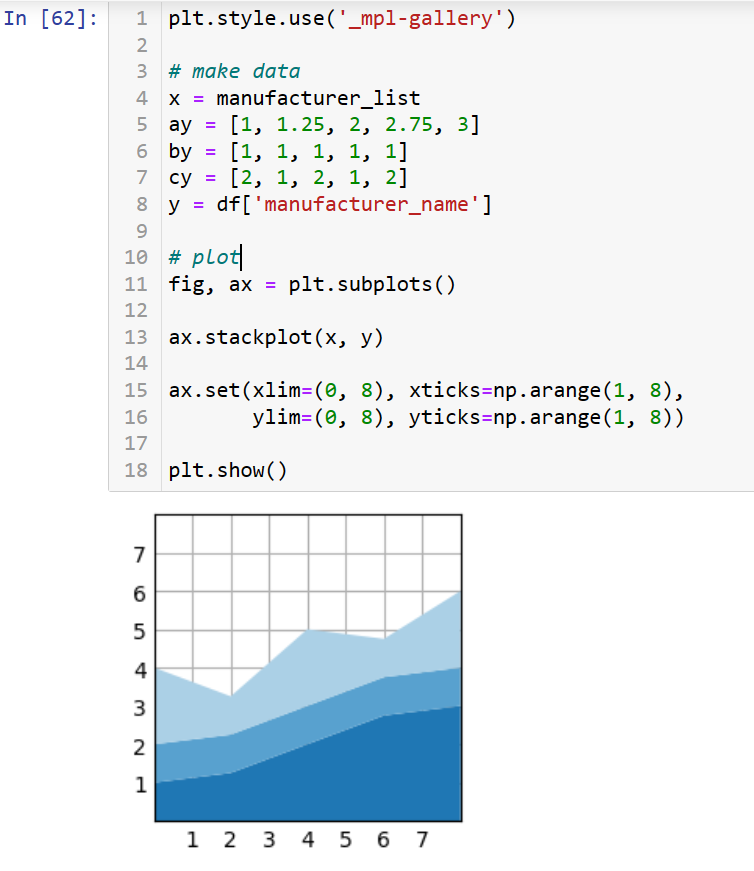 In [62]:
1 plt.style.use('_mpl-gallery')
2
3 # make data
4 x = manufacturer_list
5 ay = [1, 1.25, 2, 2.75, 3]
6 by = [1, 1, 1, 1, 1]
7 cy = [2, 1, 2, 1, 2]
8 y = df['manufacturer_name']
9
10 # plot
11 fig, ax = plt.subplots()
12
13 ax.stackplot(x, y)
14
15 ax.set(xlim=(0, 8), xticks=np.arange(1, 8),
16        ylim=(0, 8), yticks=np.arange(1, 8))
17
18 plt.show()
7
6
5
4
3
2
1
1 2 3 4 5 6 7